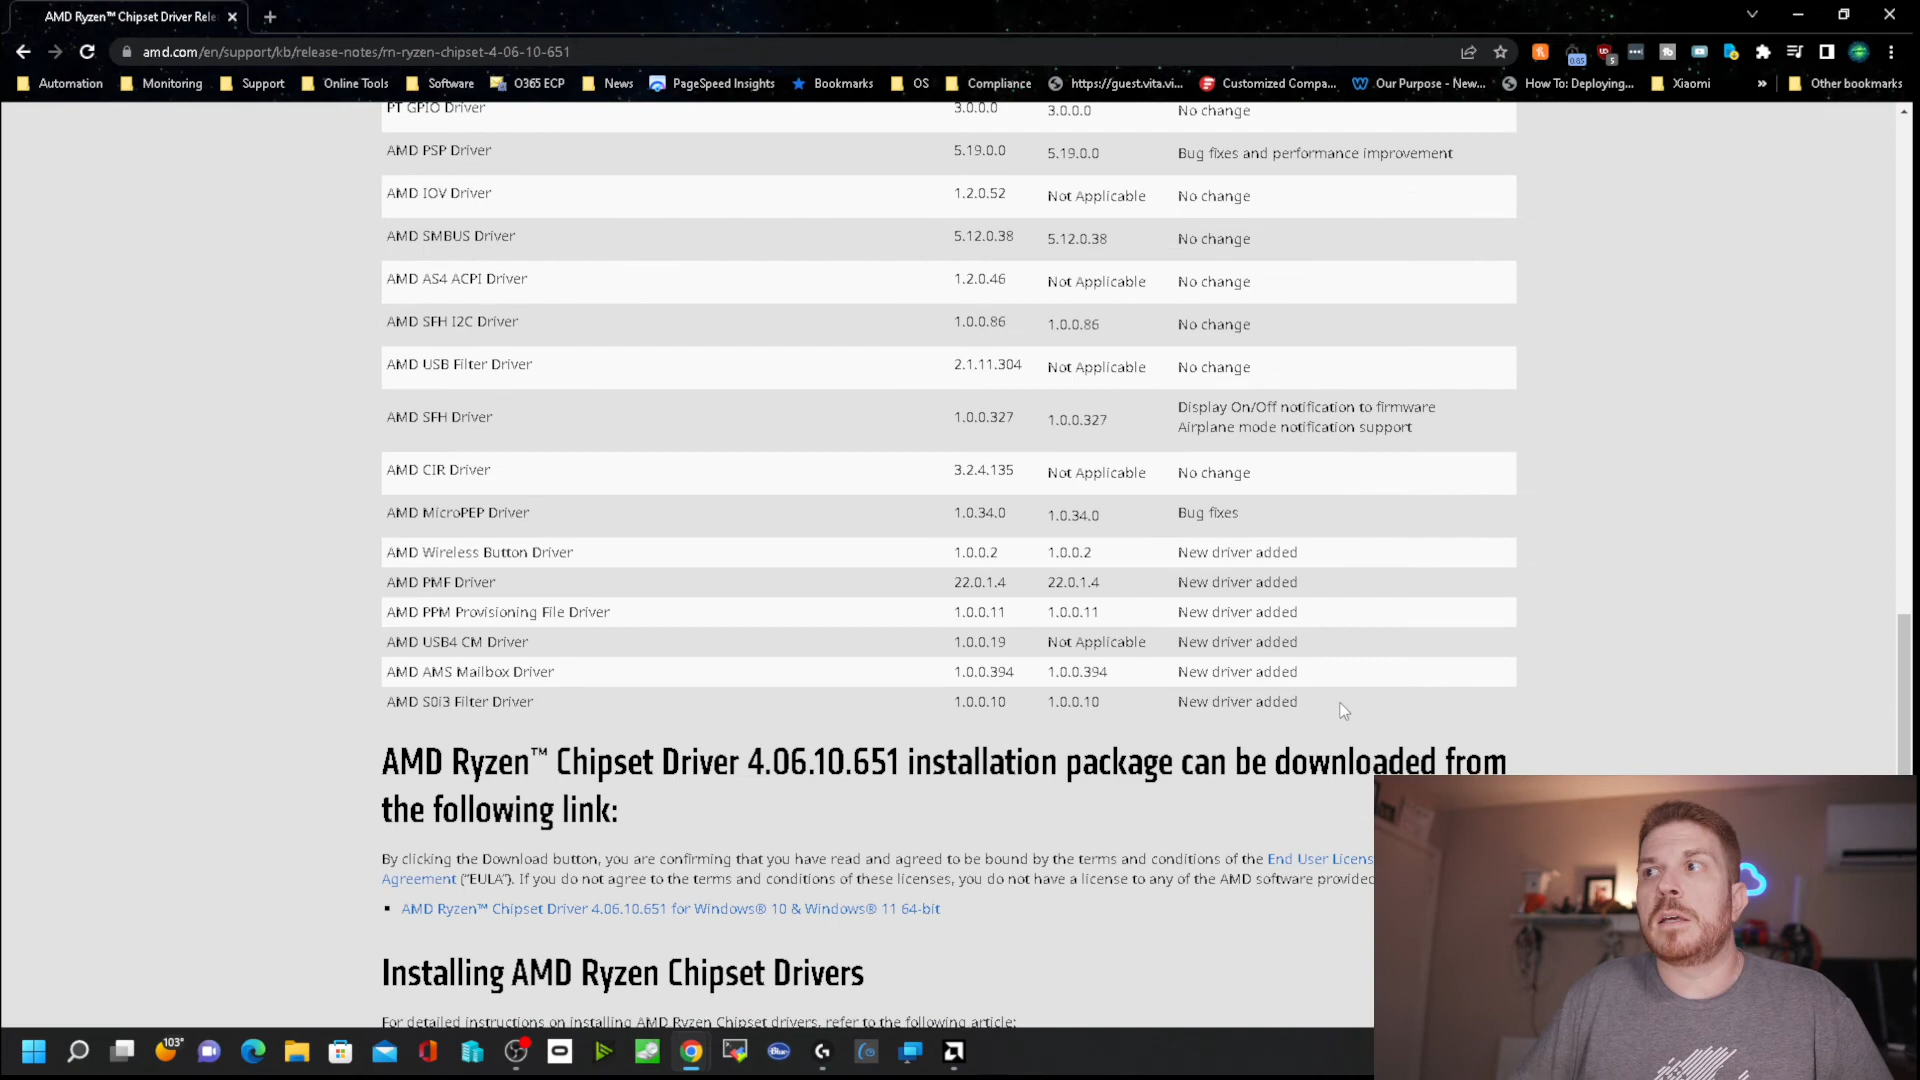 AMD Ryzen™ Chipset Driver Rele
amd.com/en/support/kb/release-notes/rn-ryzen-chipset-4-06-10-651
0.85
5
Automation Monitoring Support Online Tools Software O365 ECP News PageSpeed Insights Bookmarks OS Compliance https://guest.vita.vi... Customized Compa... Our Purpose - New... How To: Deploying... Xiaomi » Other bookmarks
PT GPIO Driver 3.0.0.0 3.0.0.0 No change
AMD PSP Driver 5.19.0.0 5.19.0.0 Bug fixes and performance improvement
AMD IOV Driver 1.2.0.52 Not Applicable No change
AMD SMBUS Driver 5.12.0.38 5.12.0.38 No change
AMD AS4 ACPI Driver 1.2.0.46 Not Applicable No change
AMD SFH I2C Driver 1.0.0.86 1.0.0.86 No change
AMD USB Filter Driver 2.1.11.304 Not Applicable No change
AMD SFH Driver 1.0.0.327 1.0.0.327 Display On/Off notification to firmware
Airplane mode notification support
AMD CIR Driver 3.2.4.135 Not Applicable No change
AMD MicroPEP Driver 1.0.34.0 1.0.34.0 Bug fixes
AMD Wireless Button Driver 1.0.0.2 1.0.0.2 New driver added
AMD PMF Driver 22.0.1.4 22.0.1.4 New driver added
AMD PPM Provisioning File Driver 1.0.0.11 1.0.0.11 New driver added
AMD USB4 CM Driver 1.0.0.19 Not Applicable New driver added
AMD AMS Mailbox Driver 1.0.0.394 1.0.0.394 New driver added
AMD S0i3 Filter Driver 1.0.0.10 1.0.0.10 New driver added
AMD Ryzen™ Chipset Driver 4.06.10.651 installation package can be downloaded from
the following link:
By clicking the Download button, you are confirming that you have read and agreed to be bound by the terms and conditions of the End User Licens
Agreement ("EULA"). If you do not agree to the terms and conditions of these licenses, you do not have a license to any of the AMD software provided
▪ AMD Ryzen™ Chipset Driver 4.06.10.651 for Windows® 10 & Windows® 11 64-bit
Installing AMD Ryzen Chipset Drivers
For detailed instructions on installing AMD Ryzen Chipset drivers, refer to the following article:
103°
Blue